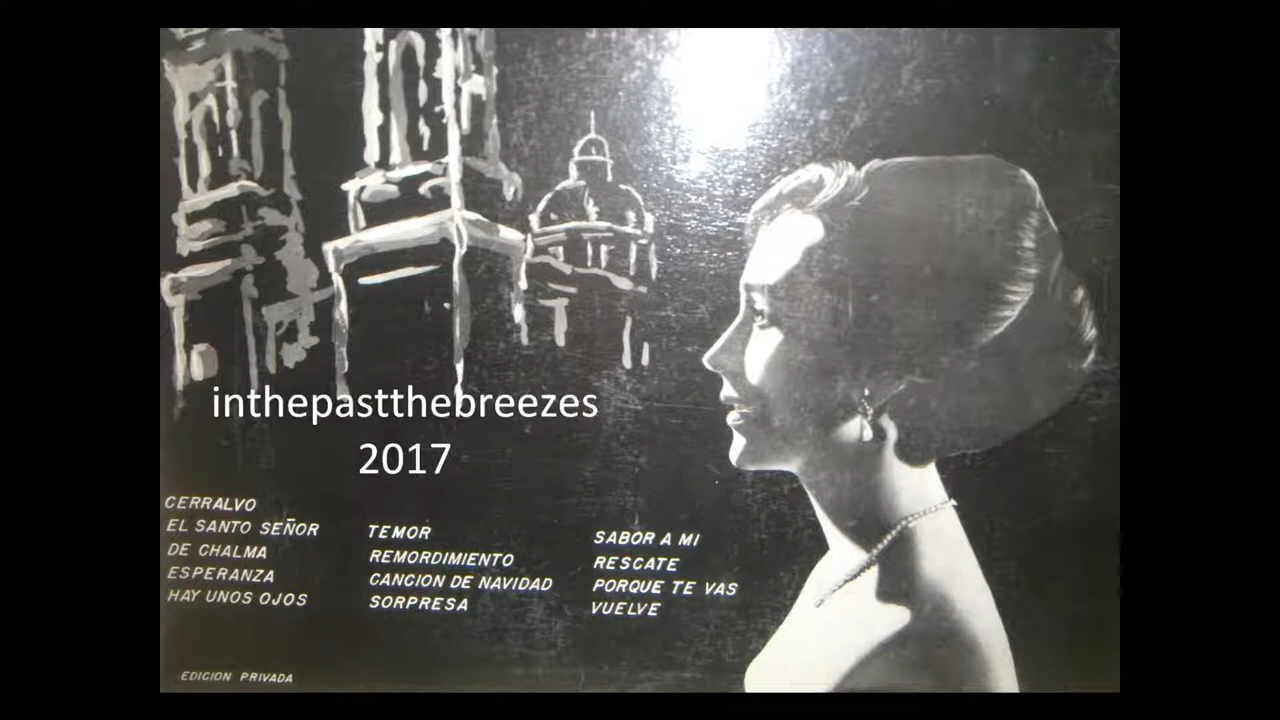 inthepastthebreezes
2017
CERRALVO
EL SANTO SEÑOR
DE CHALMA
ESPERANZA
HAY UNOS OJOS
TEMOR
REMORDIMIENTO
CANCION DE NAVIDAD
SORPRESA
SABOR A MI
RESCATE
PORQUE TE VAS
VUELVE
EDICION PRIVADA